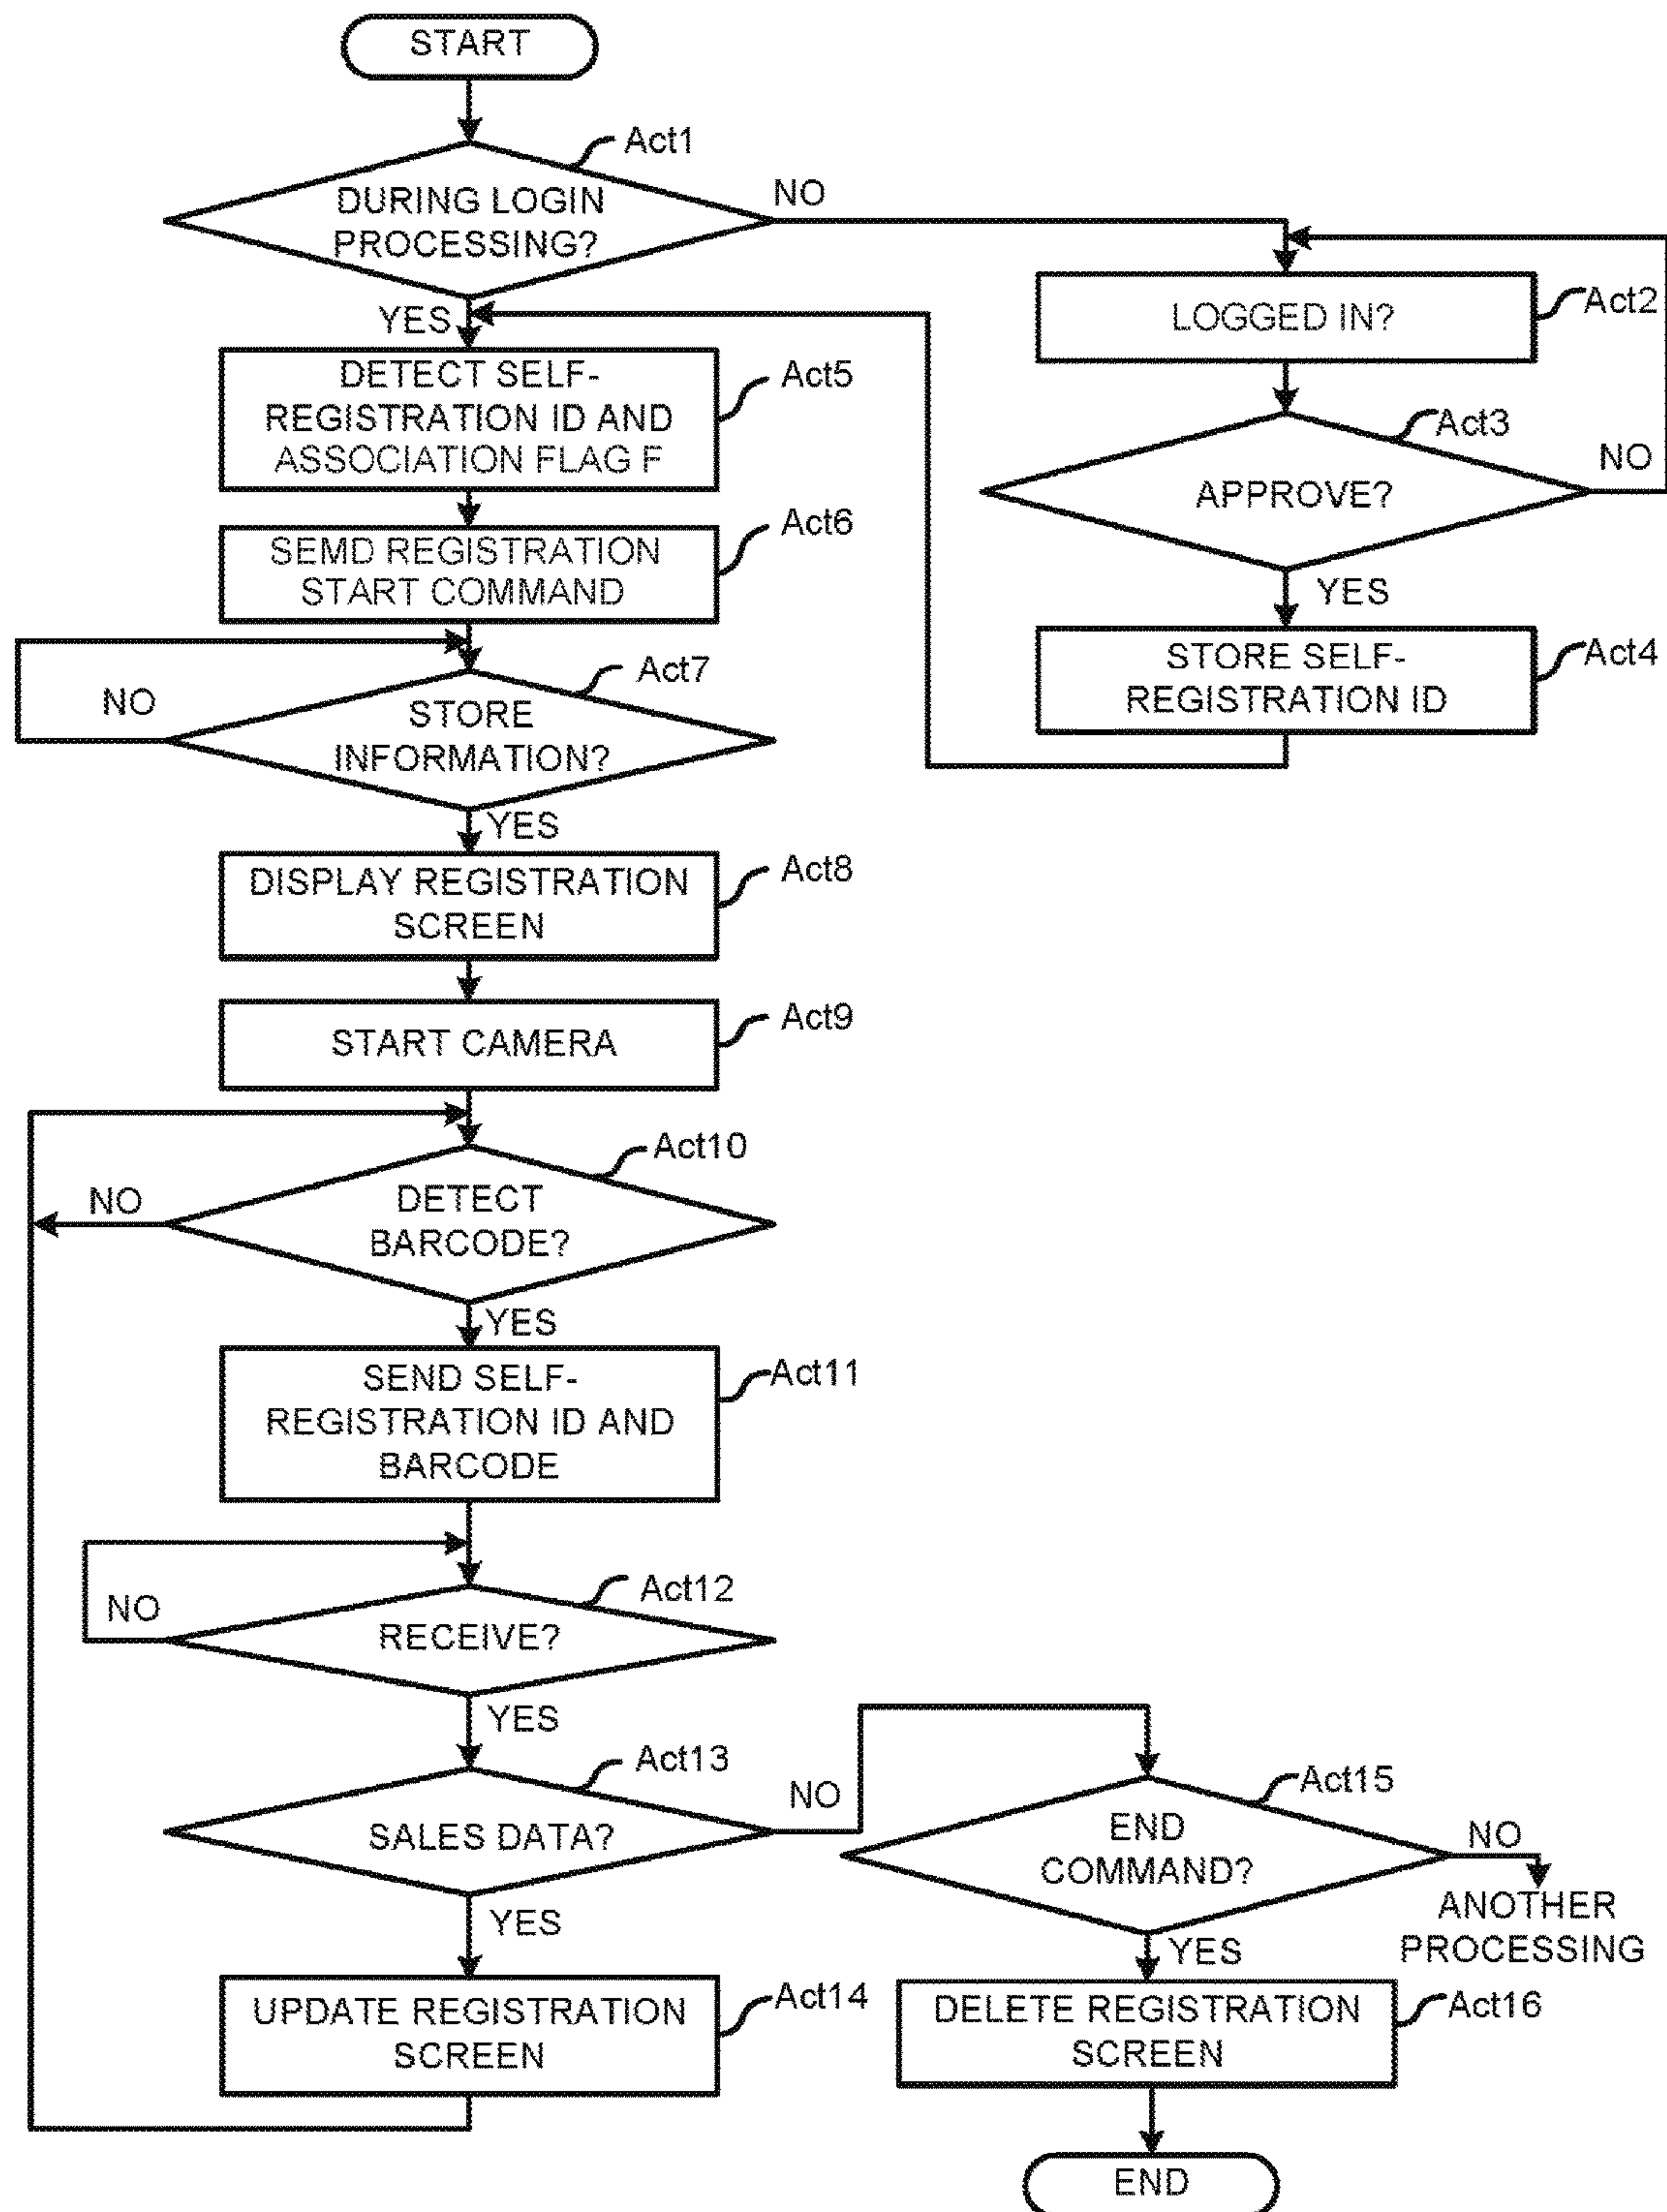 START
Act1
DURING LOGIN
PROCESSING?
NO
YES
LOGGED IN?
Act2
Act3
APPROVE?
NO
YES
STORE SELF-
REGISTRATION ID
Act4
DETECT SELF-
REGISTRATION ID AND
ASSOCIATION FLAG F
Act5
SEMD REGISTRATION
START COMMAND
Act6
Act7
NO
STORE
INFORMATION?
YES
DISPLAY REGISTRATION
SCREEN
Act8
START CAMERA
Act9
Act10
NO
DETECT
BARCODE?
YES
SEND SELF-
REGISTRATION ID AND
BARCODE
Act11
Act12
NO
RECEIVE?
YES
Act13
SALES DATA?
NO
YES
UPDATE REGISTRATION
SCREEN
Act14
Act15
END
COMMAND?
NO
ANOTHER
PROCESSING
YES
DELETE REGISTRATION
SCREEN
Act16
END